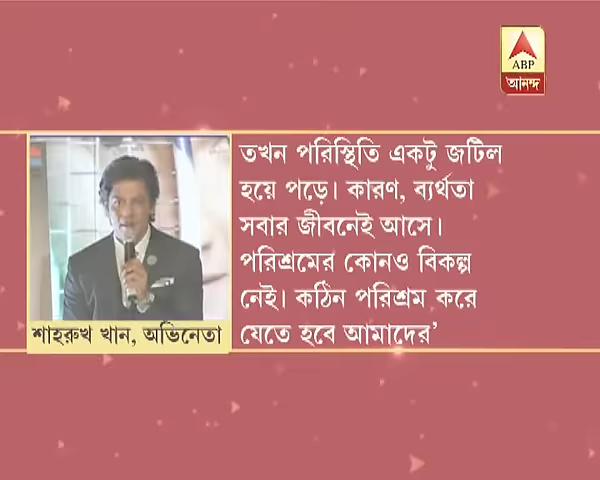 ABP
আনন্দ
তখন পরিস্থিতি একটু জটিল
হয়ে পড়ে। কারণ, ব্যর্থতা
সবার জীবনেই আসে।
পরিশ্রমের কোনও বিকল্প
নেই। কঠিন পরিশ্রম করে
যেতে হবে আমাদের’
শাহরুখ খান, অভিনেতা